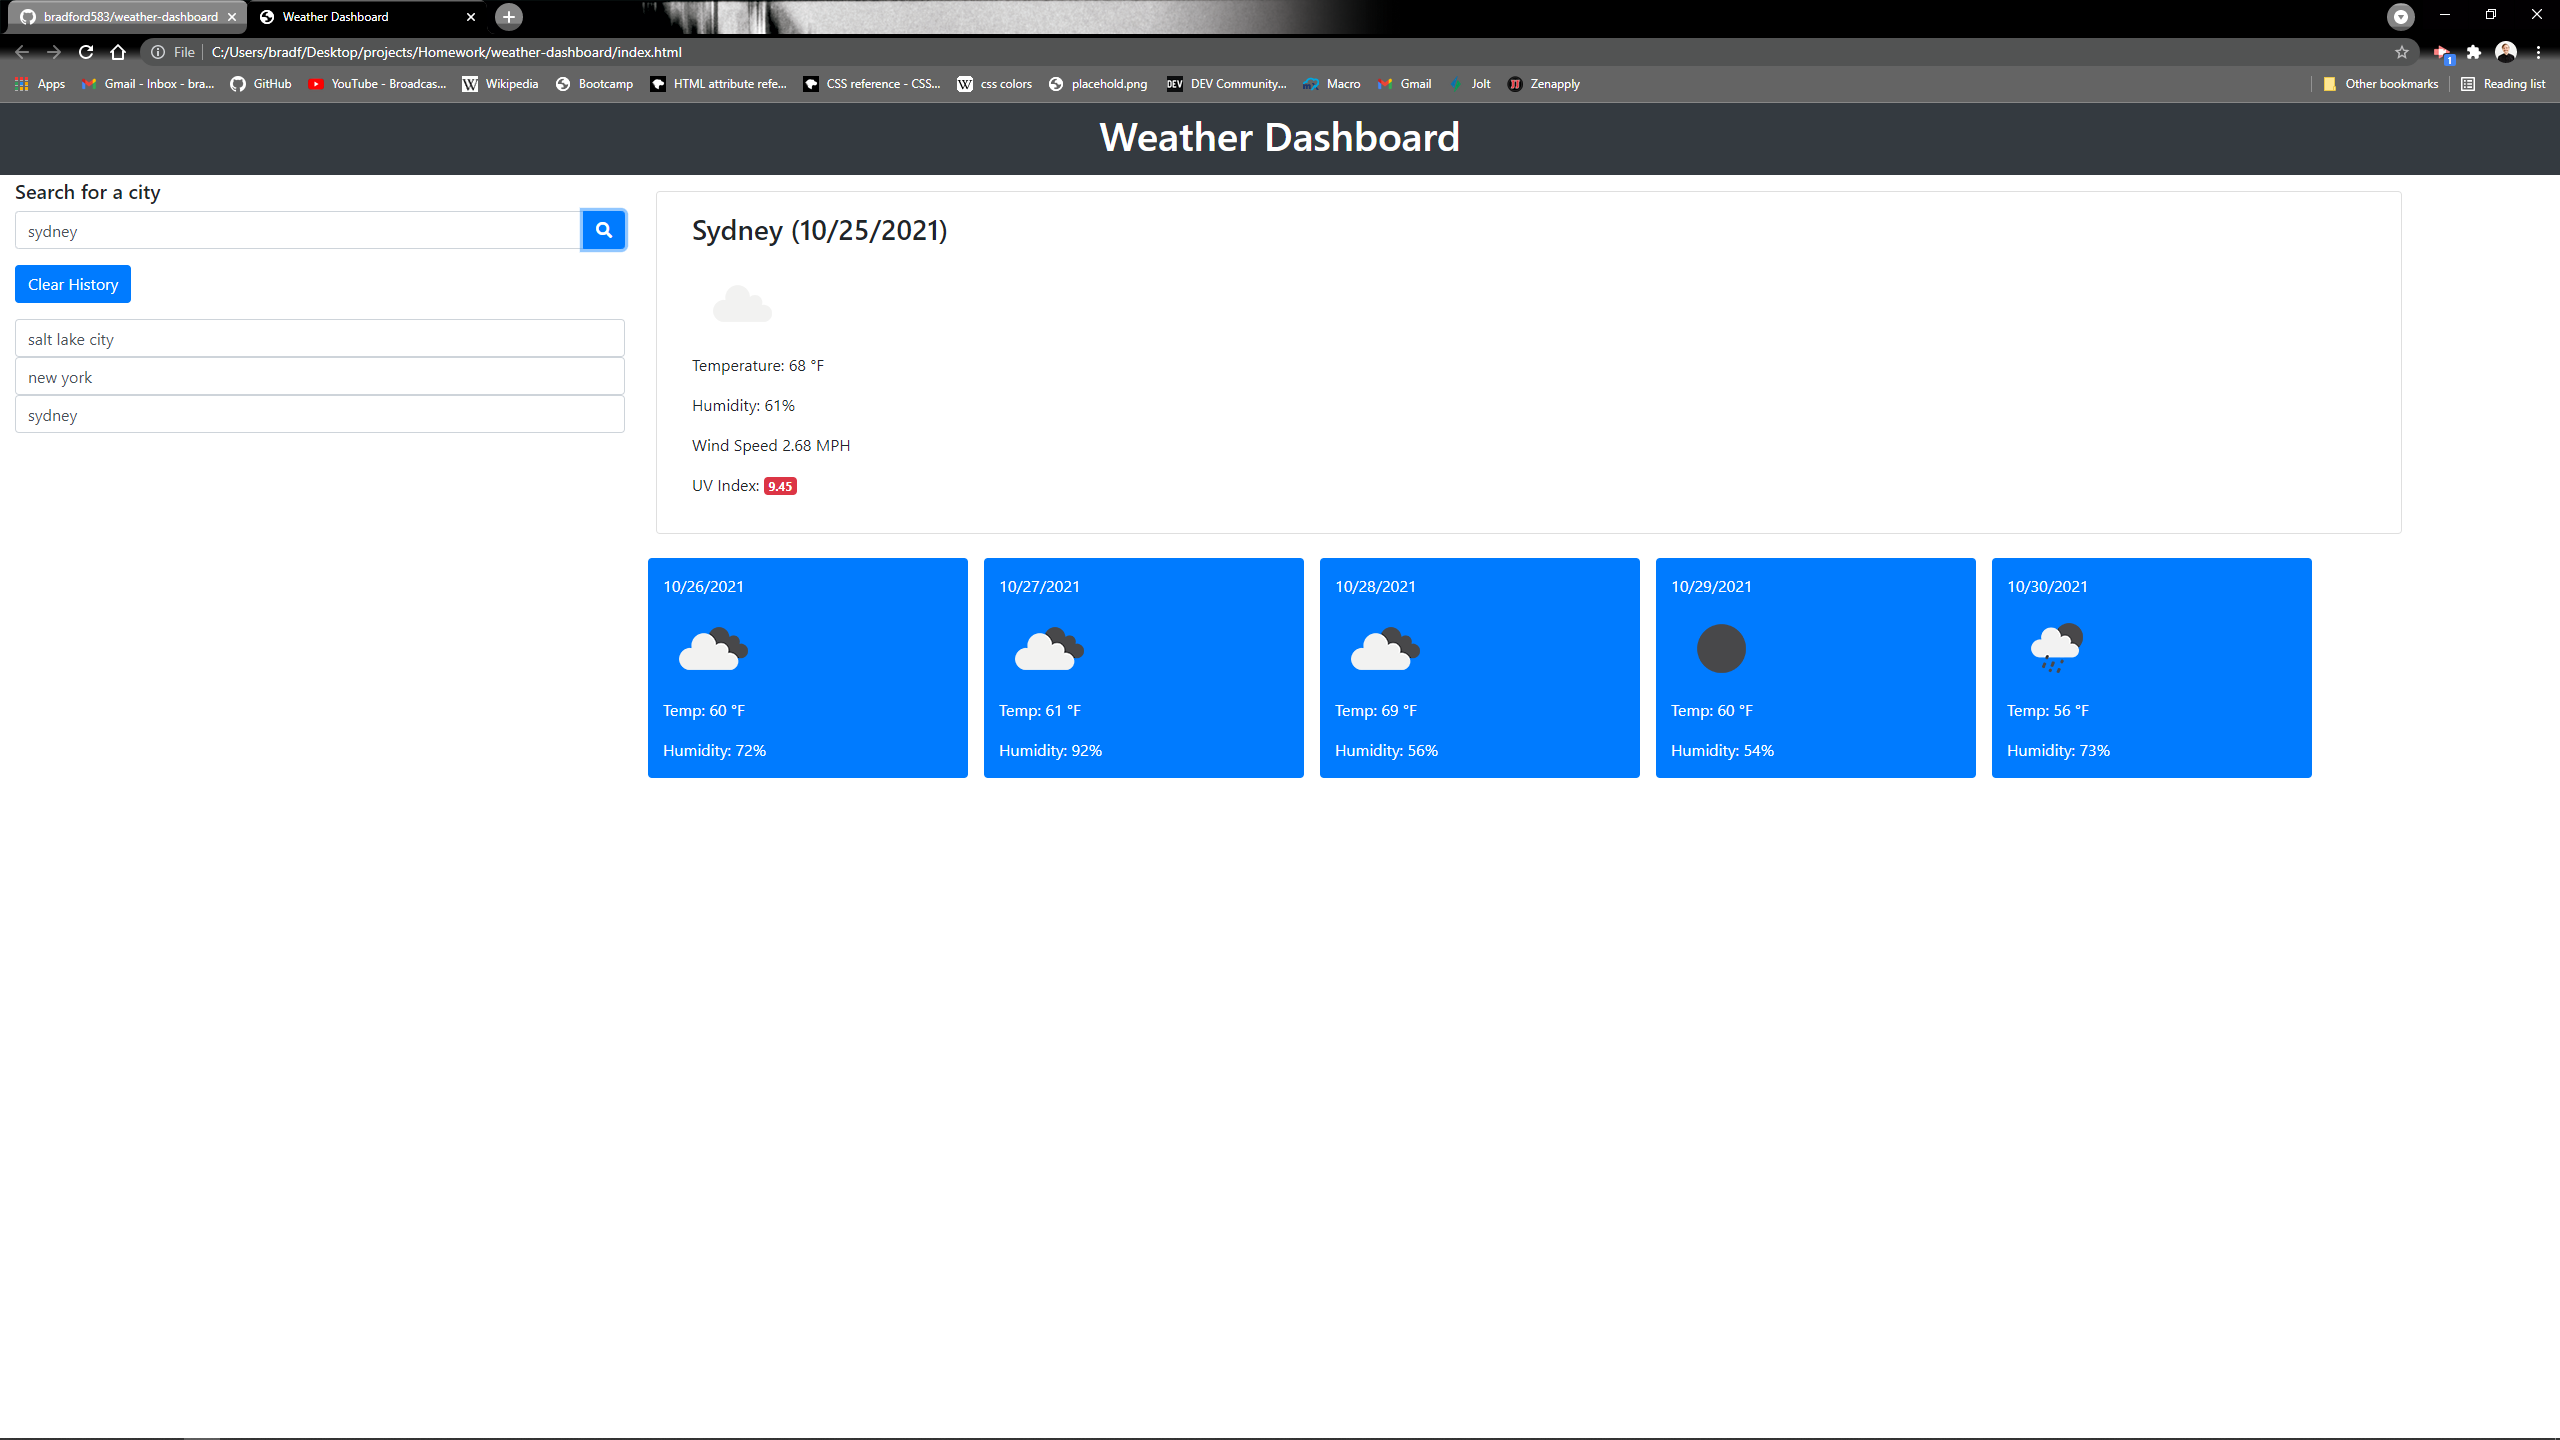 bradford583/weather-dashboard
Weather Dashboard
File
C:/Users/bradf/Desktop/projects/Homework/weather-dashboard/index.html
1
Apps
Gmail - Inbox - bra...
GitHub
YouTube - Broadcas...
W Wikipedia
Bootcamp
HTML attribute refe...
CSS reference - CSS...
W css colors
placehold.png
DEV DEV Community...
Macro
Gmail
Jolt
Zenapply
Other bookmarks
Reading list
Weather Dashboard
Search for a city
sydney
Clear History
salt lake city
new york
sydney
Sydney (10/25/2021)
Temperature: 68 °F
Humidity: 61%
Wind Speed 2.68 MPH
UV Index: 9.45
10/26/2021
Temp: 60 °F
Humidity: 72%
10/27/2021
Temp: 61 °F
Humidity: 92%
10/28/2021
Temp: 69 °F
Humidity: 56%
10/29/2021
Temp: 60 °F
Humidity: 54%
10/30/2021
Temp: 56 °F
Humidity: 73%